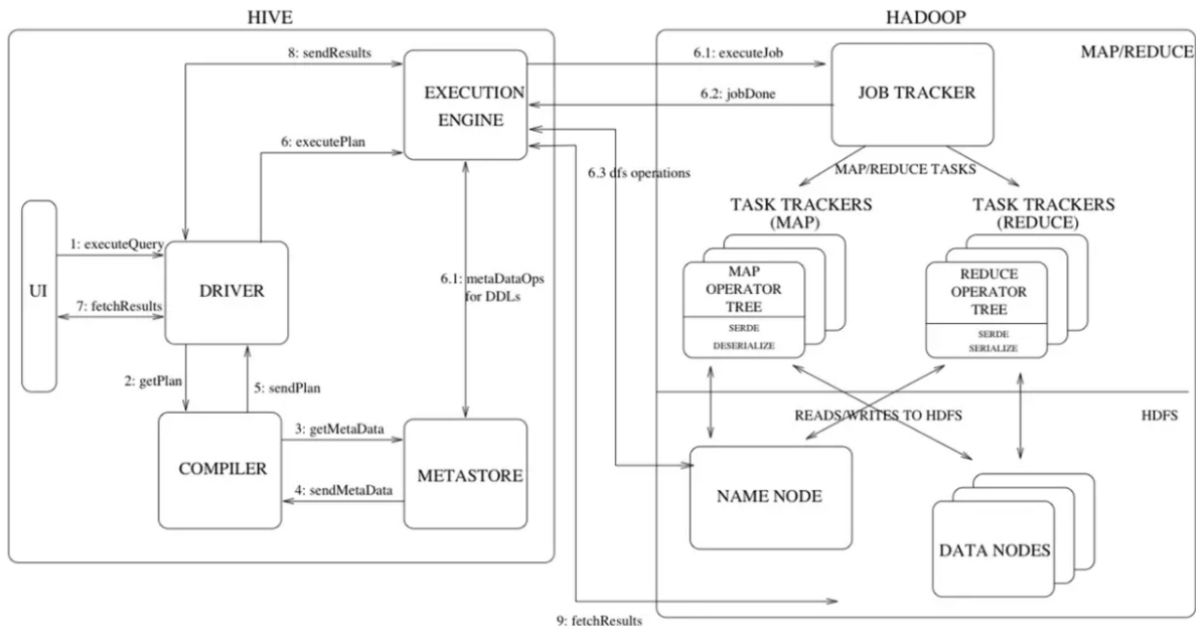 HIVE
HADOOP
8: sendResults
6.1: executeJob
MAP/REDUCE
EXECUTION
ENGINE
JOB TRACKER
6.2: jobDone
6: executePlan
6.3 dfs operations
MAP/REDUCE TASKS
TASK TRACKERS
(MAP)
TASK TRACKERS
(REDUCE)
1: executeQuery
UI
DRIVER
7: fetchResults
6.1: metaDataOps
for DDLs
MAP
OPERATOR
TREE
SERDE
DESERIALIZE
REDUCE
OPERATOR
TREE
SERDE
SERIALIZE
2: getPlan
5: sendPlan
READS/WRITES TO HDFS
HDFS
3: getMetaData
COMPILER
METASTORE
4: sendMetaData
NAME NODE
DATA NODES
9: fetchResults